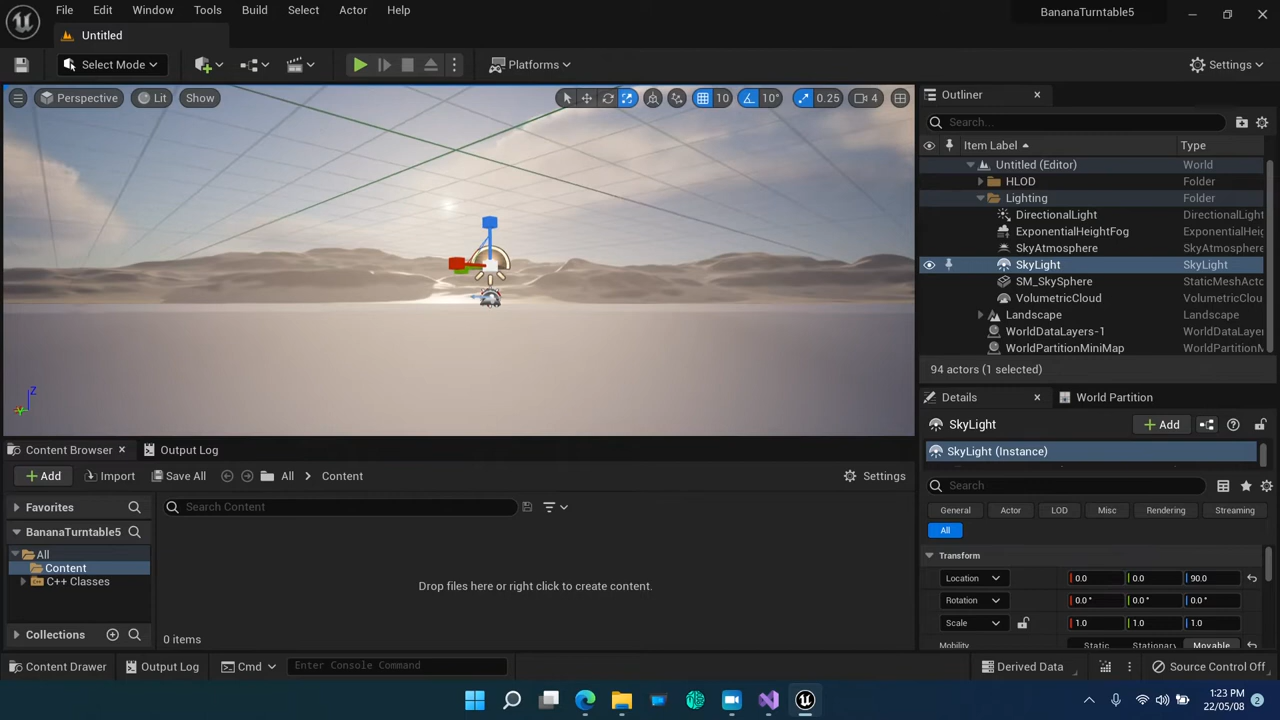 File Edit Window Tools Build Select Actor Help
BananaTurntable5
Untitled
Select Mode
Platforms
Settings
Perspective Lit Show
10 10° 0.25 4
Z
Outliner
Search...
Item Label Type
Untitled (Editor) World
HLOD Folder
Lighting Folder
DirectionalLight DirectionalLight
ExponentialHeightFog ExponentialHeight
SkyAtmosphere SkyAtmosphere
SkyLight SkyLight
SM_SkySphere StaticMeshActo
VolumetricCloud VolumetricCloud
Landscape Landscape
WorldDataLayers-1 WorldDataLayer
WorldPartitionMiniMap WorldPartitionM
94 actors (1 selected)
Details World Partition
SkyLight Add
SkyLight (Instance)
Search
General Actor LOD Misc Rendering Streaming
All
Transform
Location 0.0 0.0 90.0
Rotation 0.0° 0.0° 0.0°
Scale 1.0 1.0 1.0
Mobility Static Stationary Movable
Content Browser Output Log
Add Import Save All All Content Settings
Favorites
Search Content
BananaTurntable5
All
Content
C++ Classes
Drop files here or right click to create content.
Collections
0 items
Content Drawer Output Log Cmd Enter Console Command Derived Data Source Control Off
1:23 PM
22/05/08
2